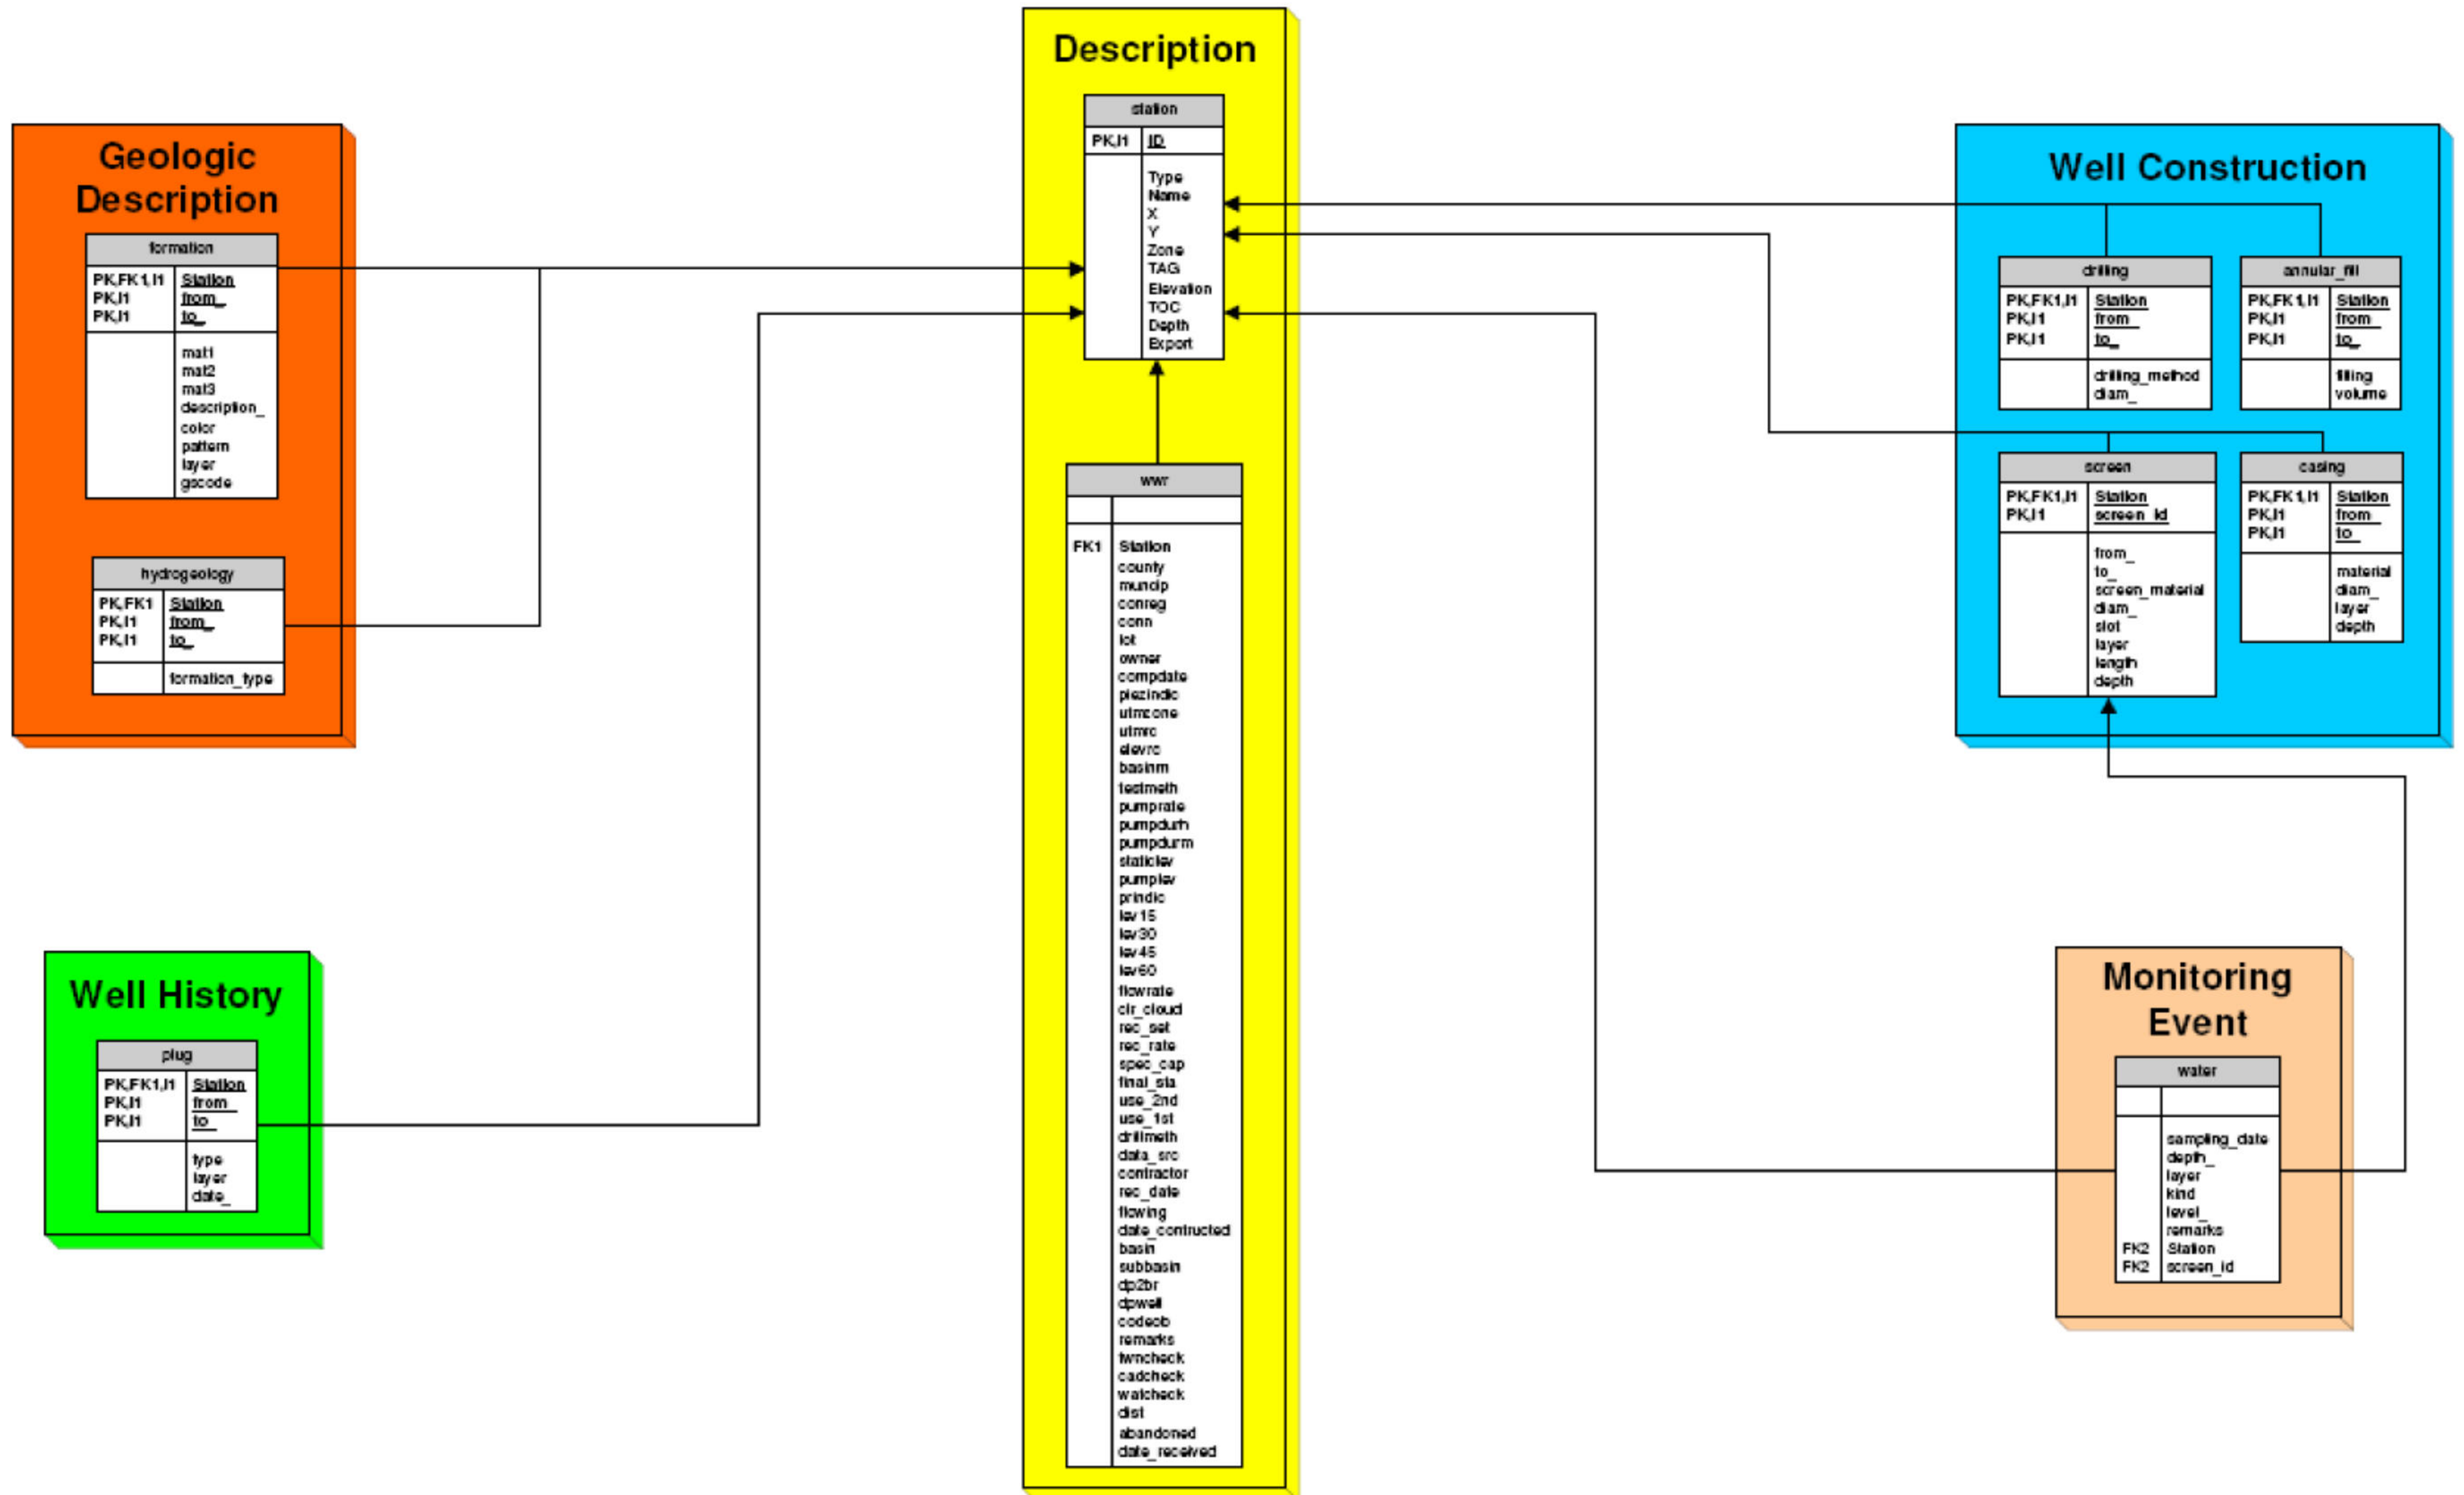 Description
station
PK,I1 ID
Type
Name
X
Y
Zone
TAG
Elevation
TOC
Depth
Export
wwr
FK1 Station
county
muncip
conreg
conn
lot
owner
compdate
piezindic
utmzone
utmrc
elevrc
basinm
testmeth
pumprate
pumpdurh
pumpdurm
staticlev
pumplev
prindic
lev15
lev30
lev45
lev60
flowrate
clr_cloud
rec_set
rec_rate
spec_cap
final_sta
use_2nd
use_1st
drillmeth
data_src
contractor
rec_date
flowing
date_contructed
basin
subbasin
dp2br
dpwell
codeob
remarks
twncheck
cadcheck
watcheck
dist
abandoned
date_received
Geologic
Description
formation
PK,FK1,I1 Station
PK,I1 from_
PK,I1 to_
mat1
mat2
mat3
description_
color
pattern
layer
gscode
hydrogeology
PK,FK1 Station
PK,I1 from_
PK,I1 to_
formation_type
Well History
plug
PK,FK1,I1 Station
PK,I1 from_
PK,I1 to_
type
layer
date_
Well Construction
drilling
PK,FK1,I1 Station
PK,I1 from_
PK,I1 to_
drilling_method
diam_
annular_fill
PK,FK1,I1 Station
PK,I1 from_
PK,I1 to_
filling
volume
screen
PK,FK1,I1 Station
PK,I1 screen_id
from_
to_
screen_material
diam_
slot
layer
length
depth
casing
PK,FK1,I1 Station
PK,I1 from_
PK,I1 to_
material
diam_
layer
depth
Monitoring
Event
water
sampling_date
depth_
layer
kind
level_
remarks
FK2 Station
FK2 screen_id